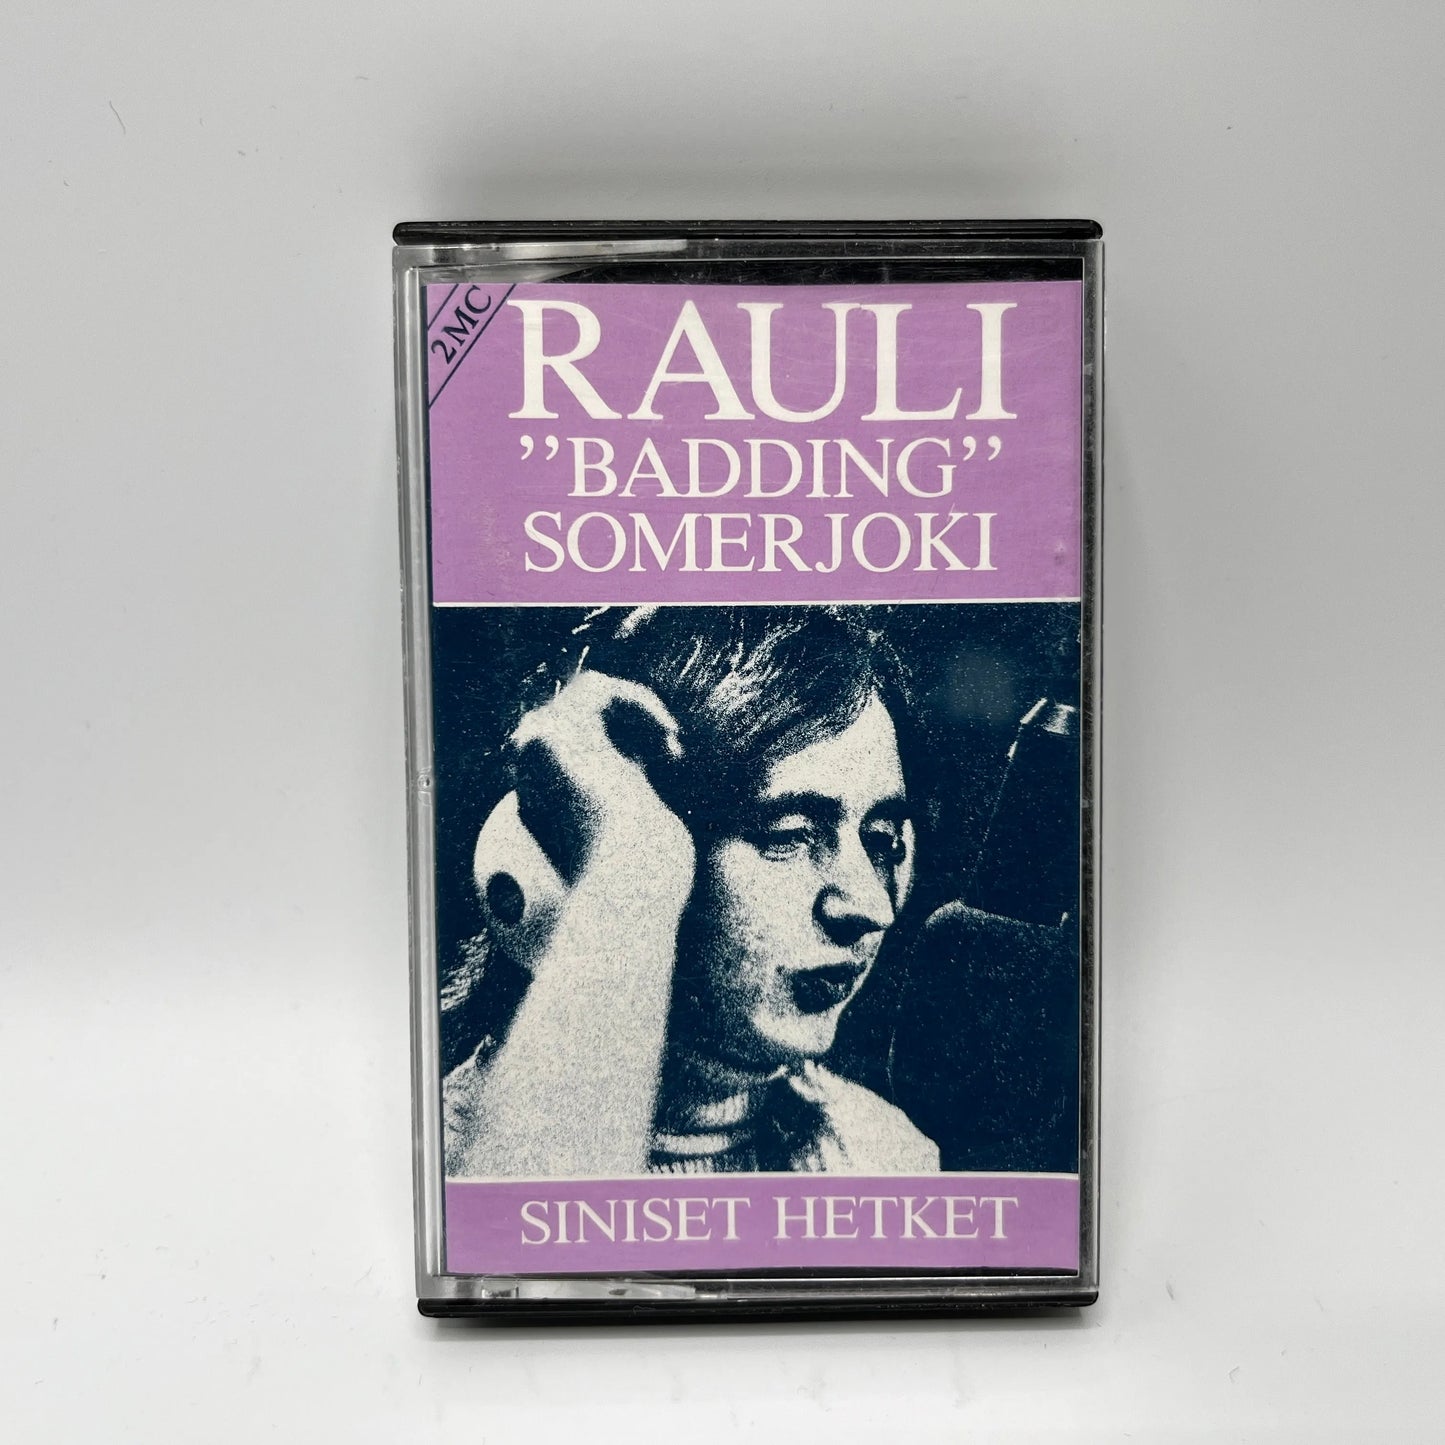 2MC
RAULI
”BADDING”
SOMERJOKI
SINISET HETKET